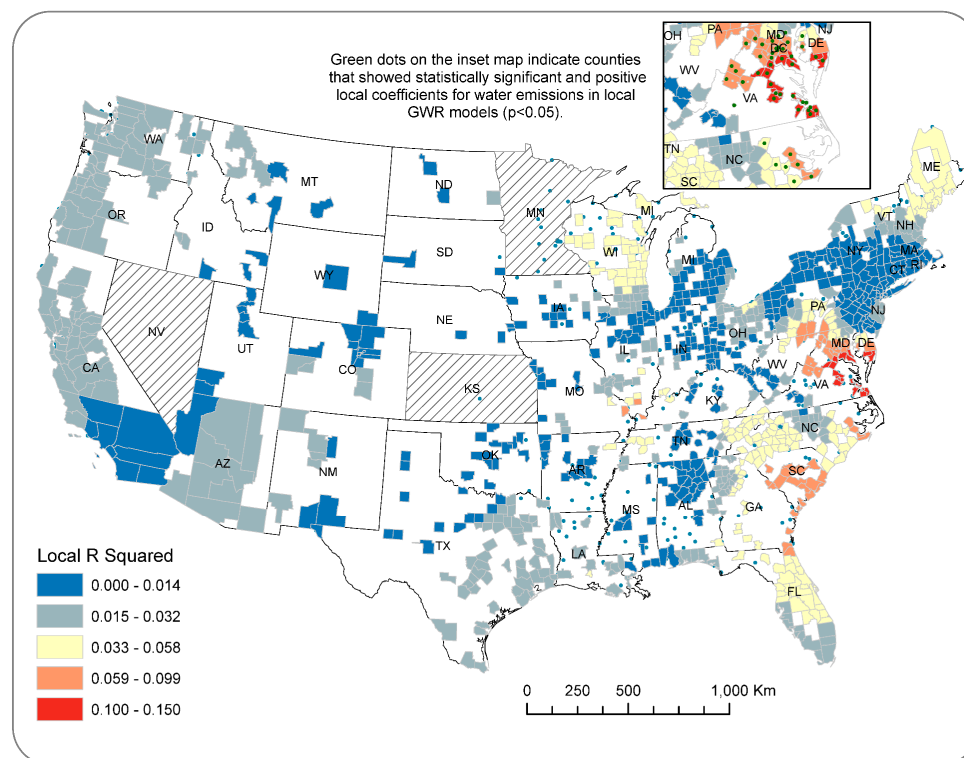 Green dots on the inset map indicate counties
that showed statistically significant and positive
local coefficients for water emissions in local
GWR models (p<0.05).
OH
PA
MD
DC
DE
NJ
WV
VA
TN
NC
SC
WA
MT
ND
MN
ME
OR
ID
SD
WI
MI
MI
VT
NH
NY
MA
CT
RI
WY
NE
IA
PA
NJ
NV
UT
CO
IL
IN
OH
MD
DE
CA
KS
MO
WV
VA
KY
AZ
NM
OK
AR
TN
NC
SC
TX
MS
AL
GA
LA
FL
Local R Squared
0.000 - 0.014
0.015 - 0.032
0.033 - 0.058
0.059 - 0.099
0.100 - 0.150
0 250 500 1,000 Km